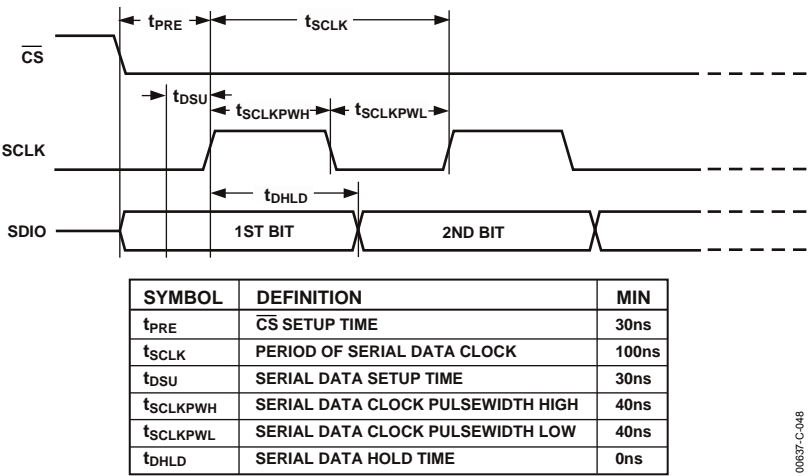 tPRE
tSCLK
CS
tDSU
tSCLKPWH
tSCLKPWL
SCLK
tDHLD
SDIO
1ST BIT
2ND BIT
SYMBOL DEFINITION MIN
tPRE CS SETUP TIME 30ns
tSCLK PERIOD OF SERIAL DATA CLOCK 100ns
tDSU SERIAL DATA SETUP TIME 30ns
tSCLKPWH SERIAL DATA CLOCK PULSEWIDTH HIGH 40ns
tSCLKPWL SERIAL DATA CLOCK PULSEWIDTH LOW 40ns
tDHLD SERIAL DATA HOLD TIME 0ns
00637-C-048